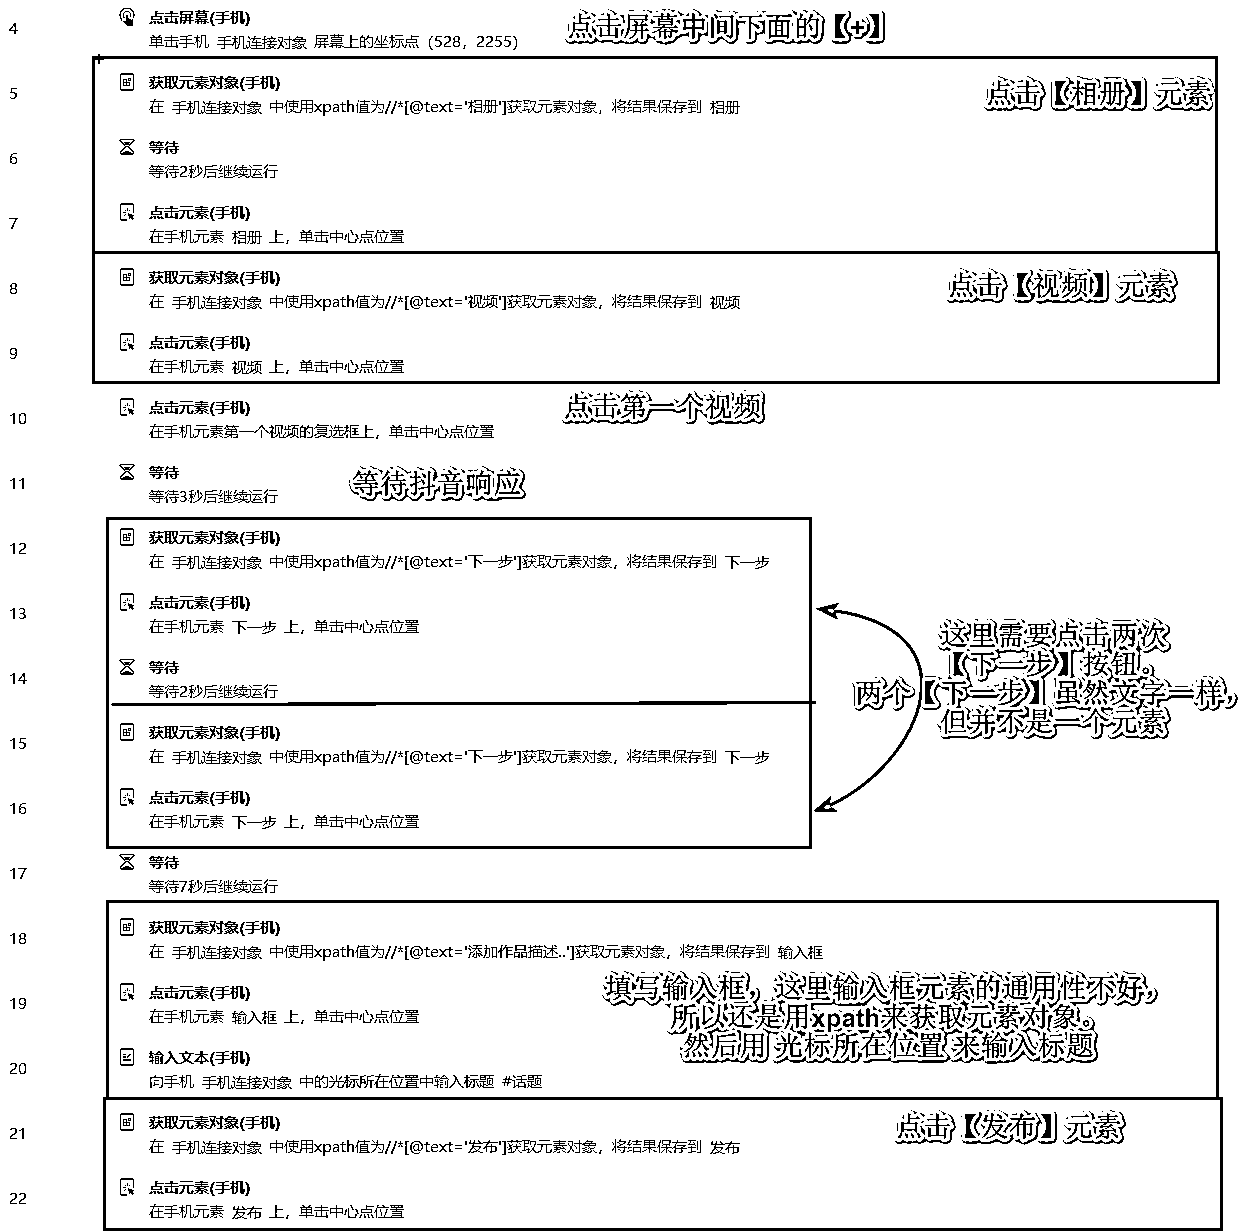 4
点击屏幕(手机)
单击手机 手机连接对象 屏幕上的坐标点 (528, 2255)
点击屏幕中间下面的【+】
5
获取元素对象(手机)
在 手机连接对象 中使用xpath值为//*[@text='相册']获取元素对象，将结果保存到 相册
点击【相册】元素
6
等待
等待2秒后继续运行
7
点击元素(手机)
在手机元素 相册 上，单击中心点位置
8
获取元素对象(手机)
在 手机连接对象 中使用xpath值为//*[@text='视频']获取元素对象，将结果保存到 视频
点击【视频】元素
9
点击元素(手机)
在手机元素 视频 上，单击中心点位置
10
点击元素(手机)
在手机元素第一个视频的复选框上，单击中心点位置
点击第一个视频
11
等待
等待3秒后继续运行
等待抖音响应
12
获取元素对象(手机)
在 手机连接对象 中使用xpath值为//*[@text='下一步']获取元素对象，将结果保存到 下一步
13
点击元素(手机)
在手机元素 下一步 上，单击中心点位置
14
等待
等待2秒后继续运行
这里需要点击两次
【下一步】按钮。
两个【下一步】虽然文字一样，
但并不是一个元素
15
获取元素对象(手机)
在 手机连接对象 中使用xpath值为//*[@text='下一步']获取元素对象，将结果保存到 下一步
16
点击元素(手机)
在手机元素 下一步 上，单击中心点位置
17
等待
等待7秒后继续运行
18
获取元素对象(手机)
在 手机连接对象 中使用xpath值为//*[@text='添加作品描述..']获取元素对象，将结果保存到 输入框
19
点击元素(手机)
在手机元素 输入框 上，单击中心点位置
填写输入框，这里输入框元素的通用性不好，
所以还是用xpath来获取元素对象。
然后用 光标所在位置 来输入标题
20
输入文本(手机)
向手机 手机连接对象 中的光标所在位置中输入标题 #话题
21
获取元素对象(手机)
在 手机连接对象 中使用xpath值为//*[@text='发布']获取元素对象，将结果保存到 发布
点击【发布】元素
22
点击元素(手机)
在手机元素 发布 上，单击中心点位置